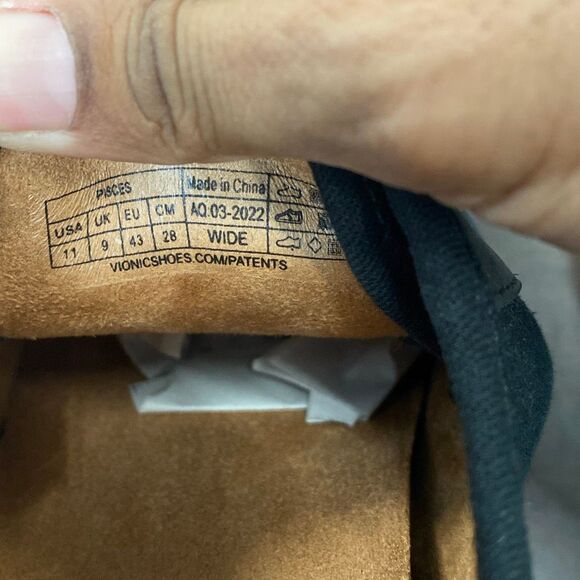 PISCES Made in China
USA UK EU CM AQ.03-2022
11 9 43 28 WIDE
VIONICSHOES.COM/PATENTS